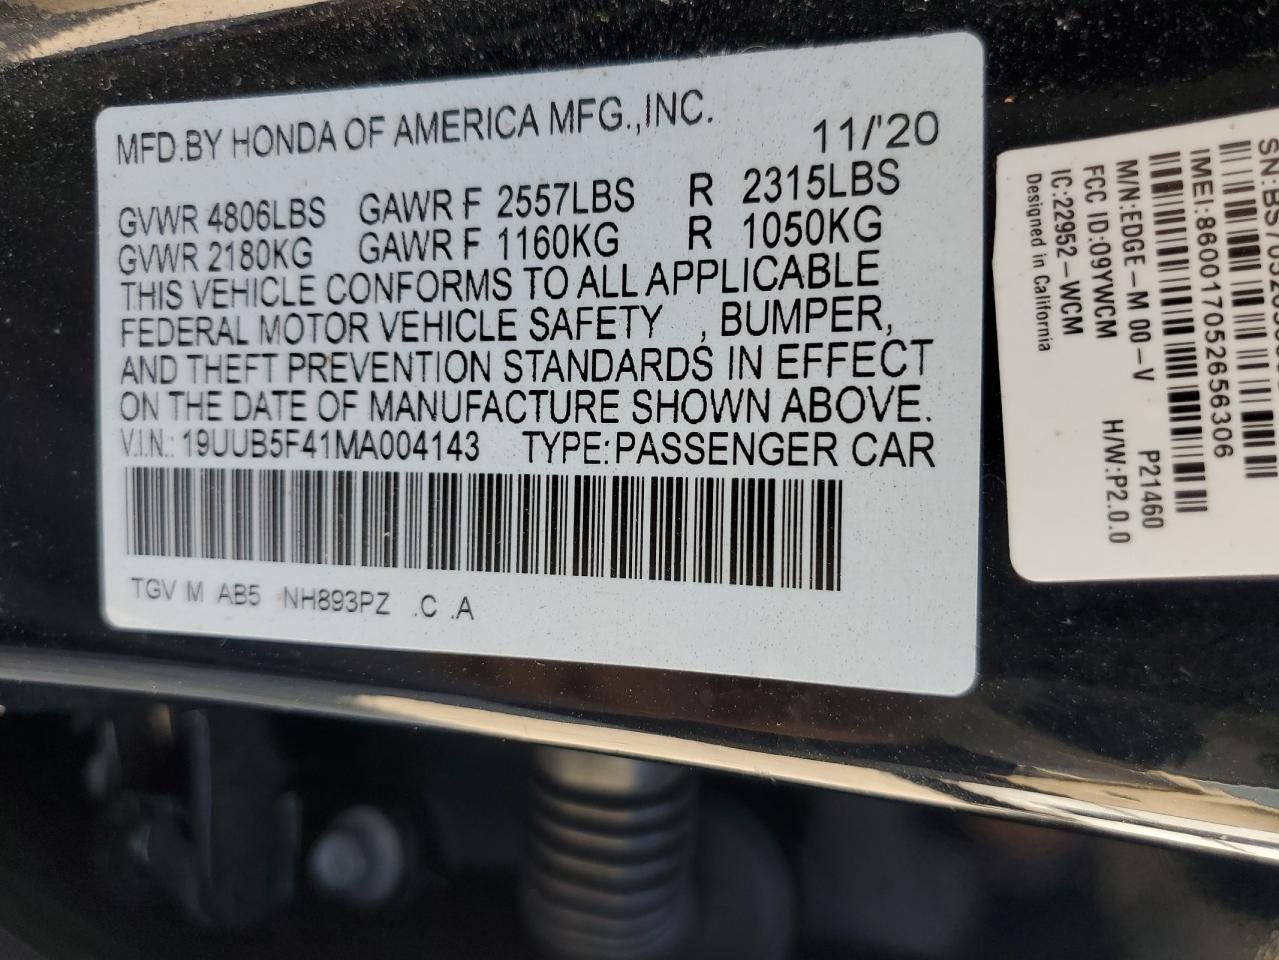 MFD.BY HONDA OF AMERICA MFG.,INC.
11/'20
GVWR 4806LBS GAWR F 2557LBS R 2315LBS
GVWR 2180KG GAWR F 1160KG R 1050KG
THIS VEHICLE CONFORMS TO ALL APPLICABLE
FEDERAL MOTOR VEHICLE SAFETY , BUMPER,
AND THEFT PREVENTION STANDARDS IN EFFECT
ON THE DATE OF MANUFACTURE SHOWN ABOVE.
V.I.N.: 19UUB5F41MA004143 TYPE:PASSENGER CAR
TGV M AB5 NH893PZ .C .A
IMEI:860017052656306
M/N:EDGE-M 00-V P21460
FCC ID:O9YWCM H/W:P2.0.0
IC:22952-WCM
Designed in California